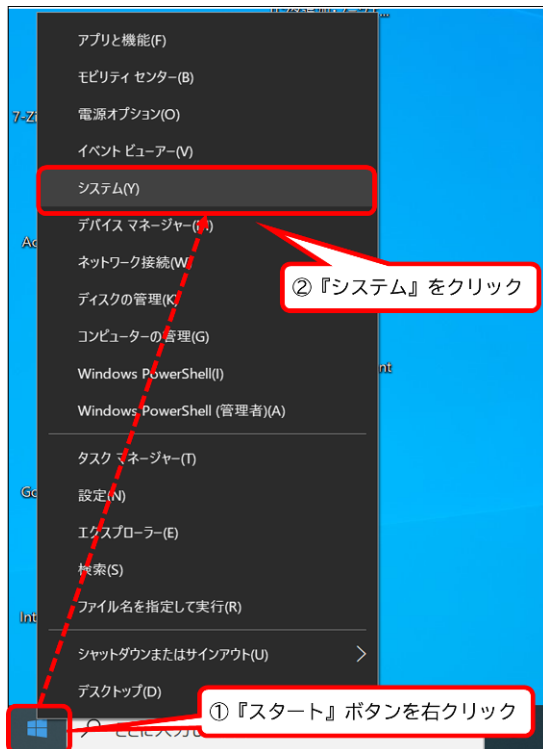 アプリと機能(F)
モビリティ センター(B)
電源オプション(O)
7-Zi
イベント ビューアー(V)
システム(Y)
デバイス マネージャー(M)
Ac
ネットワーク接続(W)
②『システム』をクリック
ディスクの管理(K)
コンピューターの管理(G)
nt
Windows PowerShell(I)
Windows PowerShell (管理者)(A)
タスク マネージャー(T)
Go
設定(N)
エクスプローラー(E)
検索(S)
Int
ファイル名を指定して実行(R)
シャットダウンまたはサインアウト(U)
デスクトップ(D)
①『スタート』ボタンを右クリック